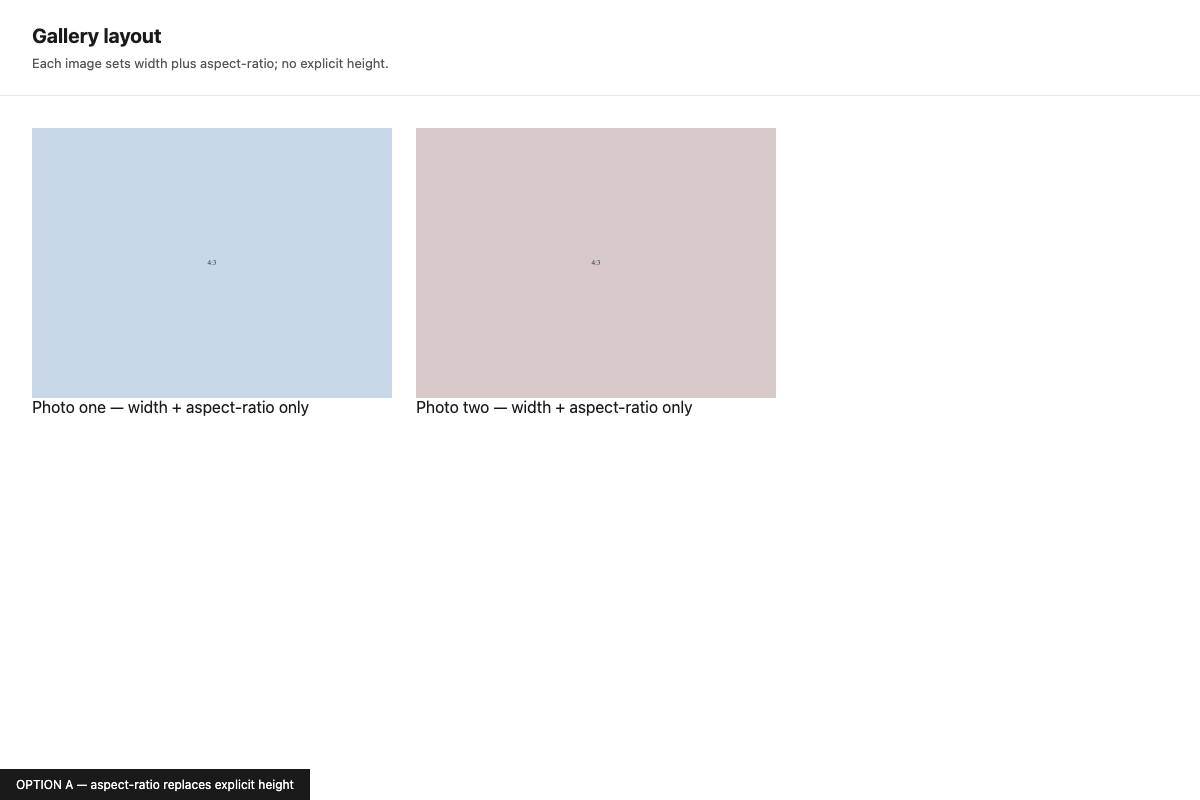 Gallery layout
Each image sets width plus aspect-ratio; no explicit height.
4:3
4:3
Photo one — width + aspect-ratio only
Photo two — width + aspect-ratio only
OPTION A — aspect-ratio replaces explicit height